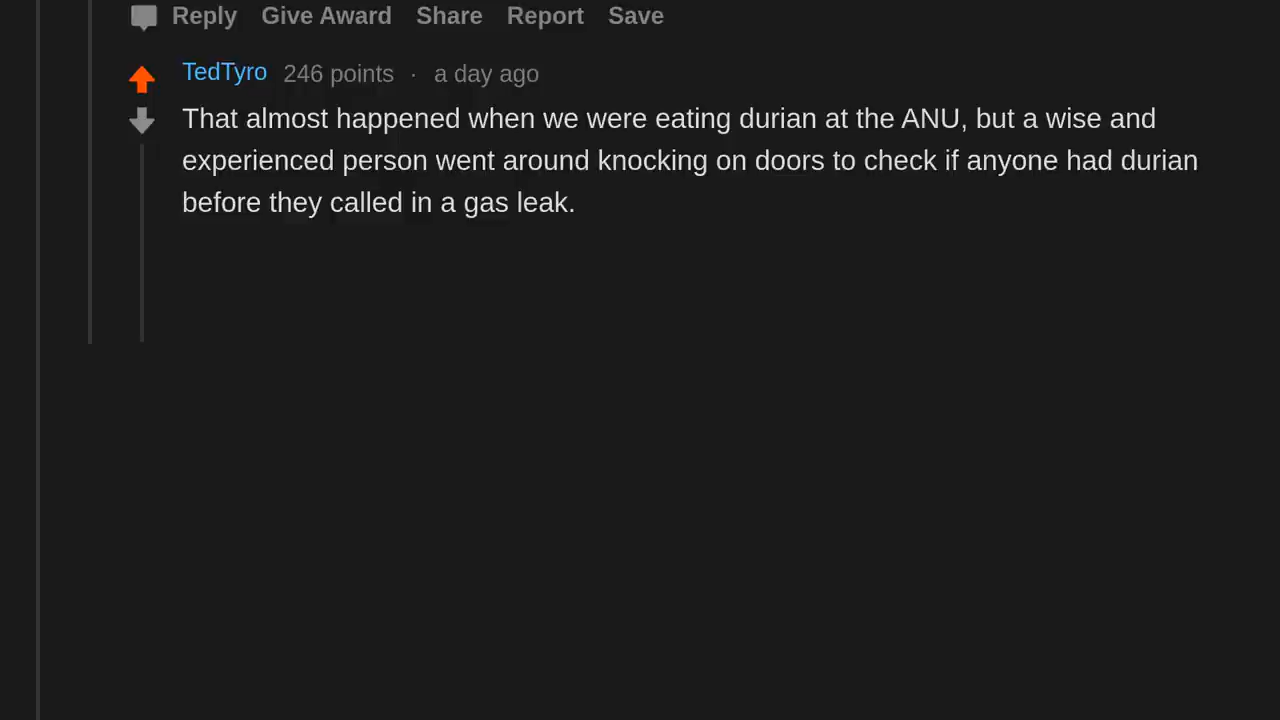 Reply Give Award Share Report Save
TedTyro 246 points · a day ago
That almost happened when we were eating durian at the ANU, but a wise and
experienced person went around knocking on doors to check if anyone had durian
before they called in a gas leak.